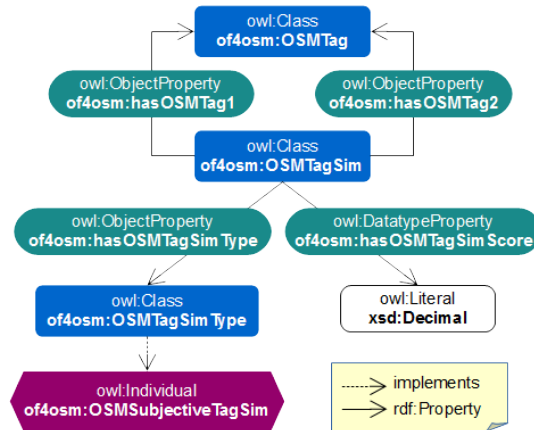 owl:Class
of4osm:OSMTag
owl:ObjectProperty
of4osm:hasOSMTag1
owl:ObjectProperty
of4osm:hasOSMTag2
owl:Class
of4osm:OSMTagSim
owl:ObjectProperty
of4osm:hasOSMTagSimType
owl:DatatypeProperty
of4osm:hasOSMTagSimScore
owl:Class
of4osm:OSMTagSimType
owl:Literal
xsd:Decimal
owl:Individual
of4osm:OSMSubjectiveTagSim
implements
rdf:Property